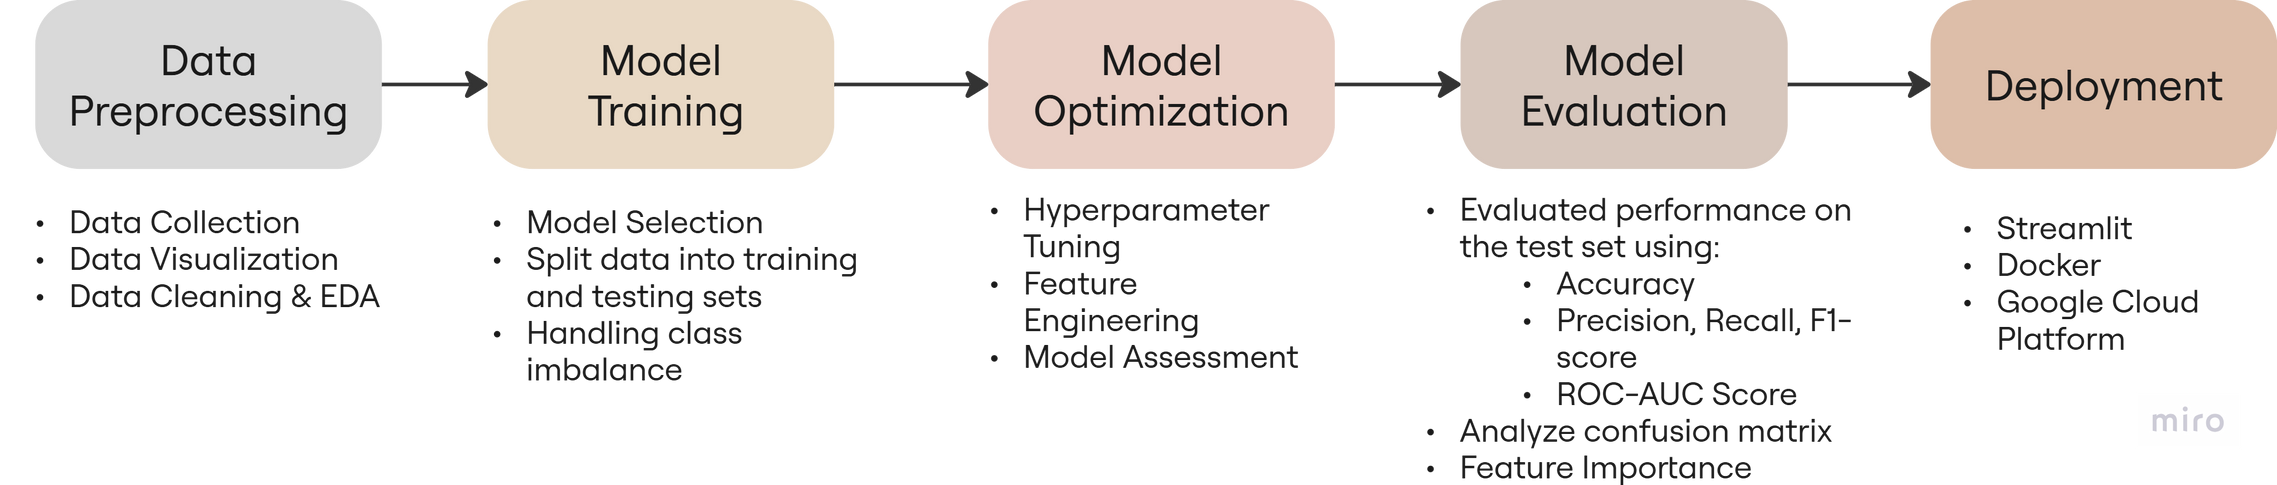 Data
Preprocessing
Model
Training
Model
Optimization
Model
Evaluation
Deployment
• Data Collection
• Data Visualization
• Data Cleaning & EDA
• Model Selection
• Split data into training
and testing sets
• Handling class
imbalance
• Hyperparameter
Tuning
• Feature
Engineering
• Model Assessment
• Evaluated performance on
the test set using:
• Accuracy
• Precision, Recall, F1-
score
• ROC-AUC Score
• Analyze confusion matrix
• Feature Importance
• Streamlit
• Docker
• Google Cloud
Platform
miro